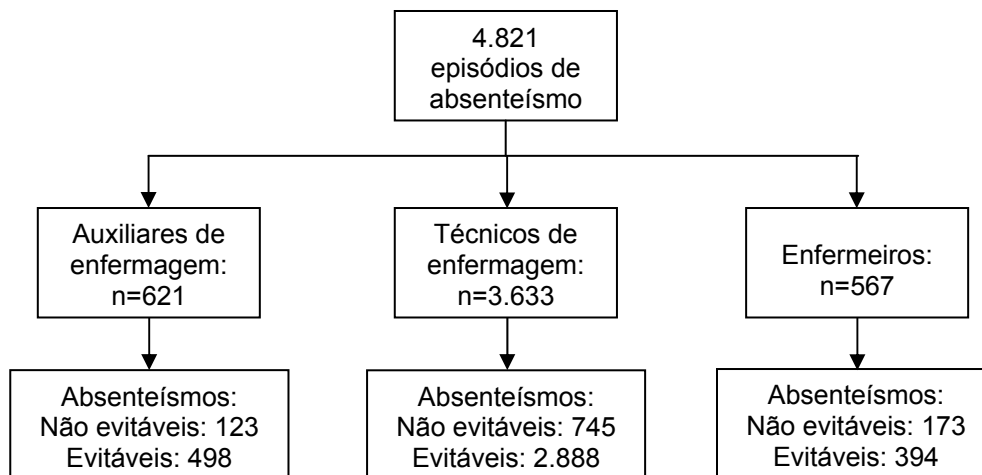 4.821
episódios de
absenteísmo
Auxiliares de
enfermagem:
n=621
Técnicos de
enfermagem:
n=3.633
Enfermeiros:
n=567
Absenteísmos:
Não evitáveis: 123
Evitáveis: 498
Absenteísmos:
Não evitáveis: 745
Evitáveis: 2.888
Absenteísmos:
Não evitáveis: 173
Evitáveis: 394